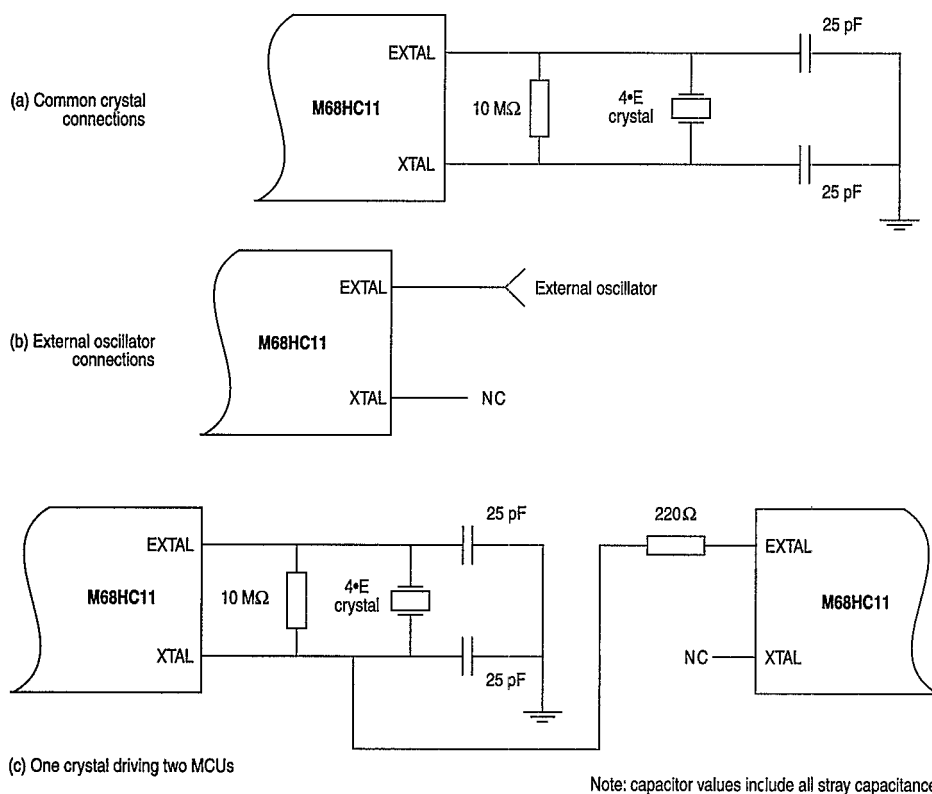 25 pF
EXTAL
(a) Common crystal
connections
M68HC11
10 MΩ
4•E
crystal
XTAL
25 pF
EXTAL
External oscillator
(b) External oscillator
connections
M68HC11
XTAL
NC
25 pF
220Ω
EXTAL
EXTAL
M68HC11
10 MΩ
4•E
crystal
M68HC11
XTAL
NC
XTAL
25 pF
(c) One crystal driving two MCUs
Note: capacitor values include all stray capacitance